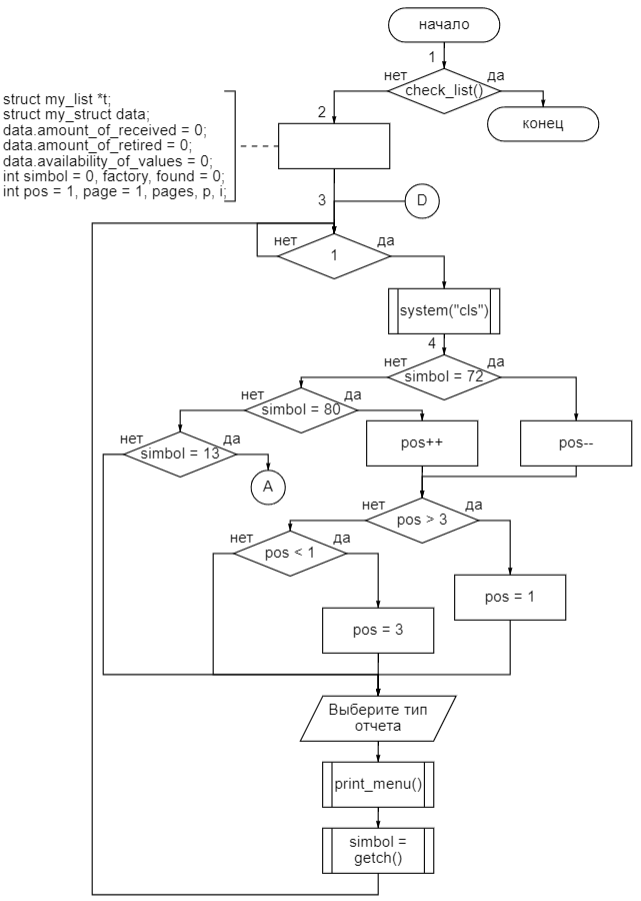 начало
1
нет
да
check_list()
конец
struct my_list *t;
struct my_struct data;
data.amount_of_received = 0;
data.amount_of_retired = 0;
data.availability_of_values = 0;
int simbol = 0, factory, found = 0;
int pos = 1, page = 1, pages, p, i;
2
3
D
нет
да
1
system("cls")
4
нет
да
simbol = 72
нет
да
simbol = 80
pos++
pos--
нет
да
simbol = 13
A
нет
да
pos > 3
нет
да
pos < 1
pos = 1
pos = 3
Выберите тип
отчета
print_menu()
simbol =
getch()